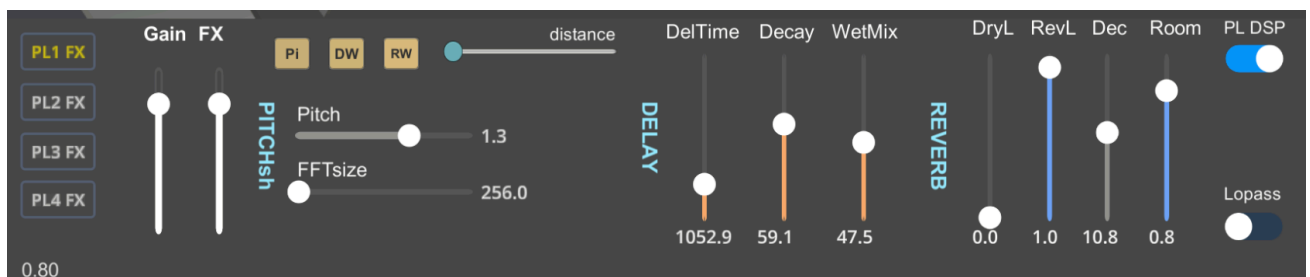 PL1 FX
PL2 FX
PL3 FX
PL4 FX
0.80
Gain FX
PITCHsh
Pi DW RW
distance
Pitch
1.3
FFTsize
256.0
DELAY
DelTime Decay WetMix
1052.9 59.1 47.5
REVERB
DryL RevL Dec Room
0.0 1.0 10.8 0.8
PL DSP
Lopass